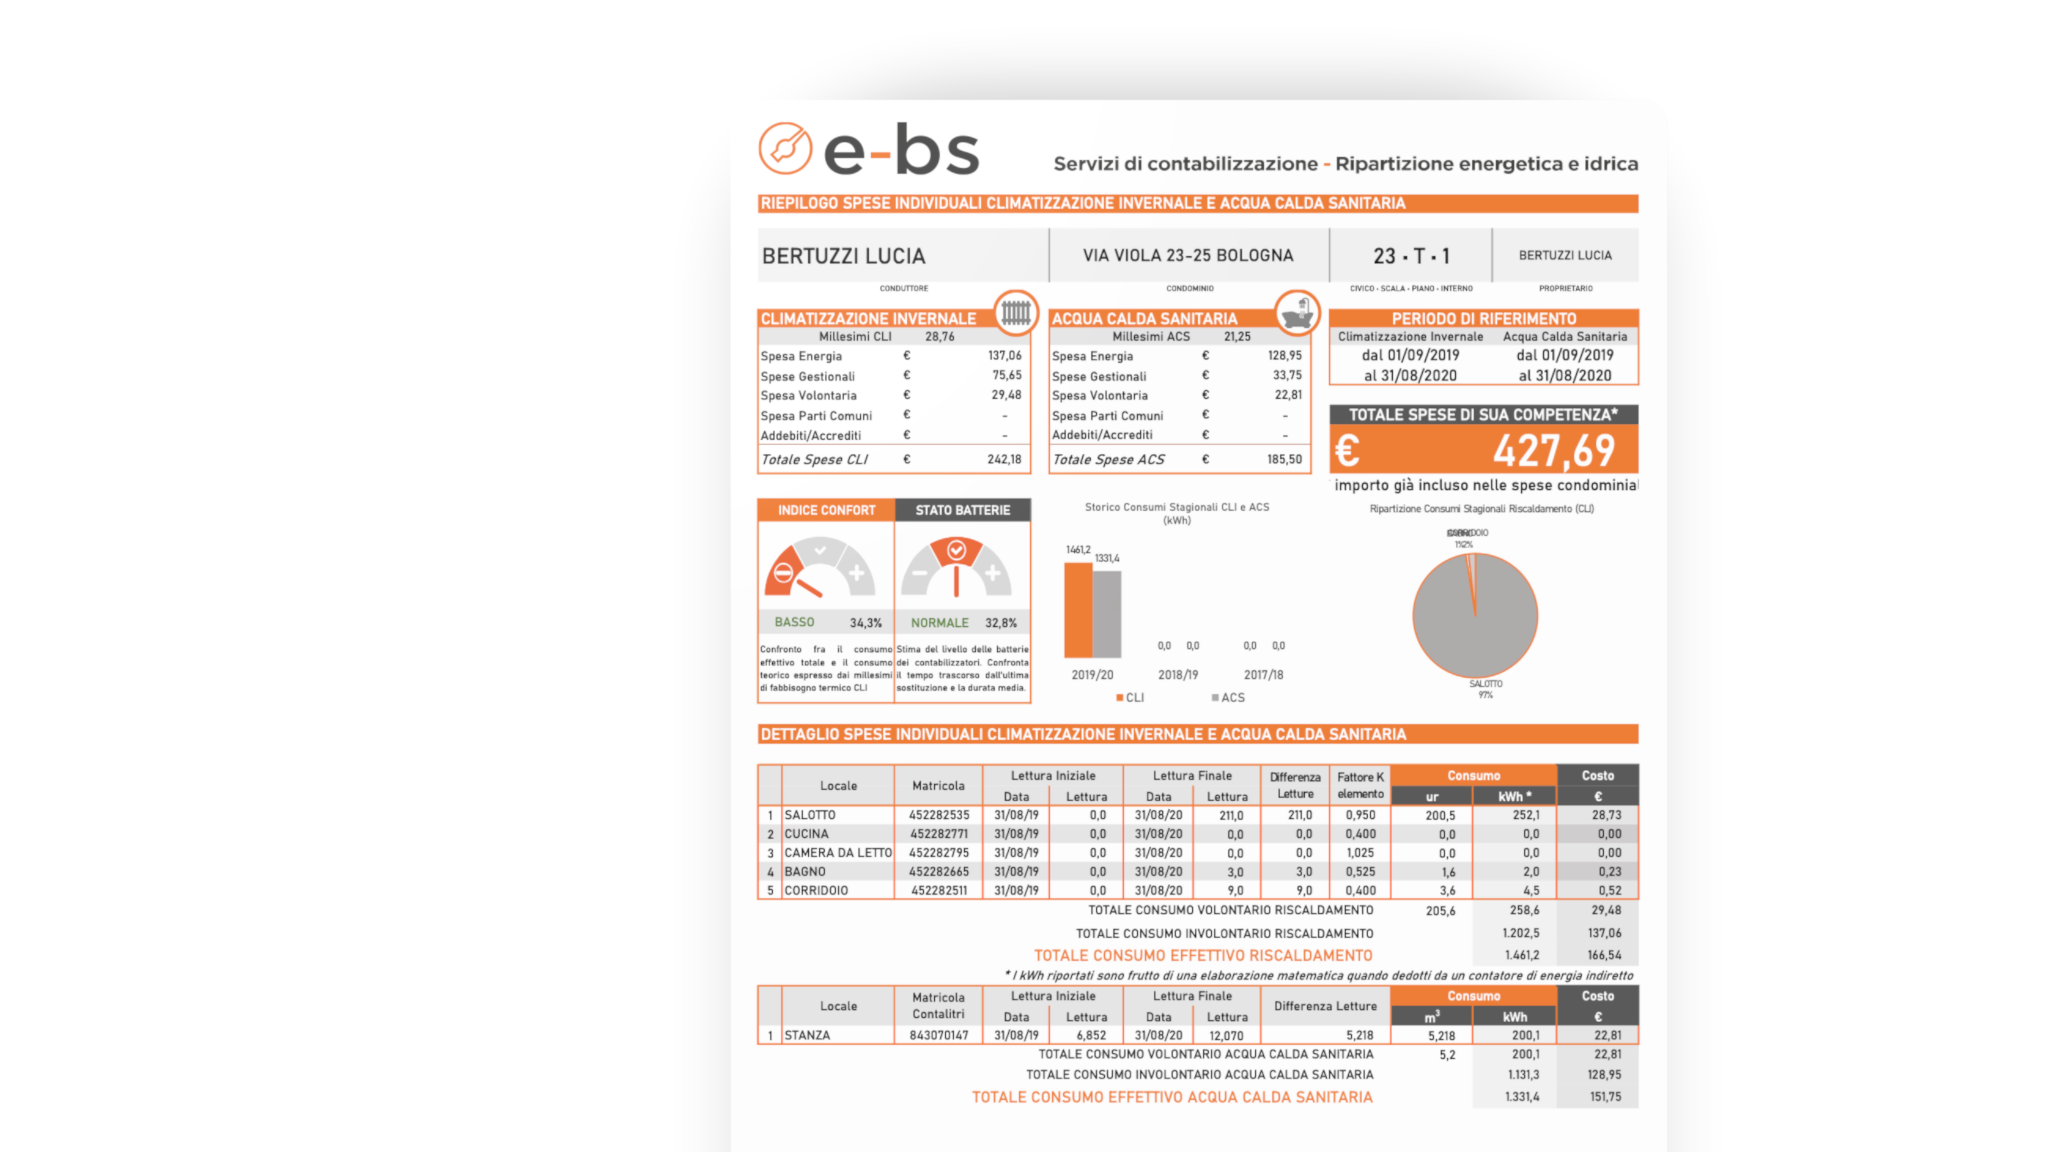 e-bs
Servizi di contabilizzazione - Ripartizione energetica e idrica
RIEPILOGO SPESE INDIVIDUALI CLIMATIZZAZIONE INVERNALE E ACQUA CALDA SANITARIA
BERTUZZI LUCIA VIA VIOLA 23-25 BOLOGNA 23 · T · 1 BERTUZZI LUCIA
CONDUTTORE CONDOMINIO CIVICO - SCALA - PIANO - INTERNO PROPRIETARIO
CLIMATIZZAZIONE INVERNALE
Millesimi CLI 28,76
Spesa Energia € 137,06
Spese Gestionali € 75,65
Spesa Volontaria € 29,48
Spesa Parti Comuni € -
Addebiti/Accrediti € -
Totale Spese CLI € 242,18
ACQUA CALDA SANITARIA
Millesimi ACS 21,25
Spesa Energia € 128,95
Spese Gestionali € 33,75
Spesa Volontaria € 22,81
Spesa Parti Comuni € -
Addebiti/Accrediti € -
Totale Spese ACS € 185,50
PERIODO DI RIFERIMENTO
Climatizzazione Invernale Acqua Calda Sanitaria
dal 01/09/2019 dal 01/09/2019
al 31/08/2020 al 31/08/2020
TOTALE SPESE DI SUA COMPETENZA*
€ 427,69
importo già incluso nelle spese condominial
INDICE CONFORT STATO BATTERIE
BASSO 34,3% NORMALE 32,8%
Confronto fra il consumo
effettivo totale e il consumo
teorico espresso dai millesimi
di fabbisogno termico CLI
Stima del livello delle batterie
dei contabilizzatori. Confronta
il tempo trascorso dall'ultima
sostituzione e la durata media.
Storico Consumi Stagionali CLI e ACS
(kWh)
1461,2 1331,4
0,0 0,0 0,0 0,0
2019/20 2018/19 2017/18
CLI ACS
Ripartizione Consumi Stagionali Riscaldamento (CLI)
CORRIDOIO
SALOTTO
97%
DETTAGLIO SPESE INDIVIDUALI CLIMATIZZAZIONE INVERNALE E ACQUA CALDA SANITARIA
Locale Matricola Lettura Iniziale Lettura Finale Differenza Letture Fattore K elemento Consumo Costo
Data Lettura Data Lettura ur kWh * €
1 SALOTTO 452282535 31/08/19 0,0 31/08/20 211,0 211,0 0,950 200,5 252,1 28,73
2 CUCINA 452282771 31/08/19 0,0 31/08/20 0,0 0,0 0,400 0,0 0,0 0,00
3 CAMERA DA LETTO 452282795 31/08/19 0,0 31/08/20 0,0 0,0 1,025 0,0 0,0 0,00
4 BAGNO 452282665 31/08/19 0,0 31/08/20 3,0 3,0 0,525 1,6 2,0 0,23
5 CORRIDOIO 452282511 31/08/19 0,0 31/08/20 9,0 9,0 0,400 3,6 4,5 0,52
TOTALE CONSUMO VOLONTARIO RISCALDAMENTO 205,6 258,6 29,48
TOTALE CONSUMO INVOLONTARIO RISCALDAMENTO 1.202,5 137,06
TOTALE CONSUMO EFFETTIVO RISCALDAMENTO 1.461,2 166,54
* I kWh riportati sono frutto di una elaborazione matematica quando dedotti da un contatore di energia indiretto
Locale Matricola Contalitri Lettura Iniziale Lettura Finale Differenza Letture Consumo Costo
Data Lettura Data Lettura m³ kWh €
1 STANZA 843070147 31/08/19 6,852 31/08/20 12,070 5,218 5,218 200,1 22,81
TOTALE CONSUMO VOLONTARIO ACQUA CALDA SANITARIA 5,2 200,1 22,81
TOTALE CONSUMO INVOLONTARIO ACQUA CALDA SANITARIA 1.131,3 128,95
TOTALE CONSUMO EFFETTIVO ACQUA CALDA SANITARIA 1.331,4 151,75